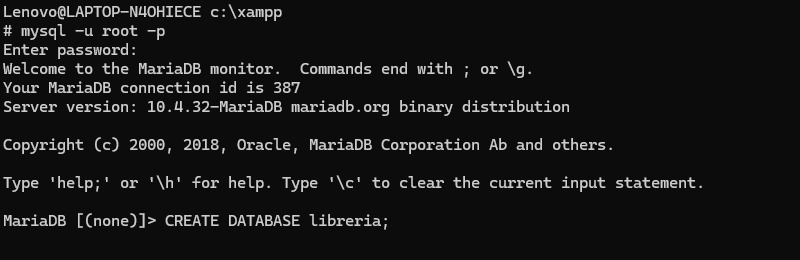 Lenovo@LAPTOP-N4OHIECE c:\xampp
# mysql -u root -p
Enter password:
Welcome to the MariaDB monitor.  Commands end with ; or \g.
Your MariaDB connection id is 387
Server version: 10.4.32-MariaDB mariadb.org binary distribution

Copyright (c) 2000, 2018, Oracle, MariaDB Corporation Ab and others.

Type 'help;' or '\h' for help. Type '\c' to clear the current input statement.

MariaDB [(none)]> CREATE DATABASE libreria;